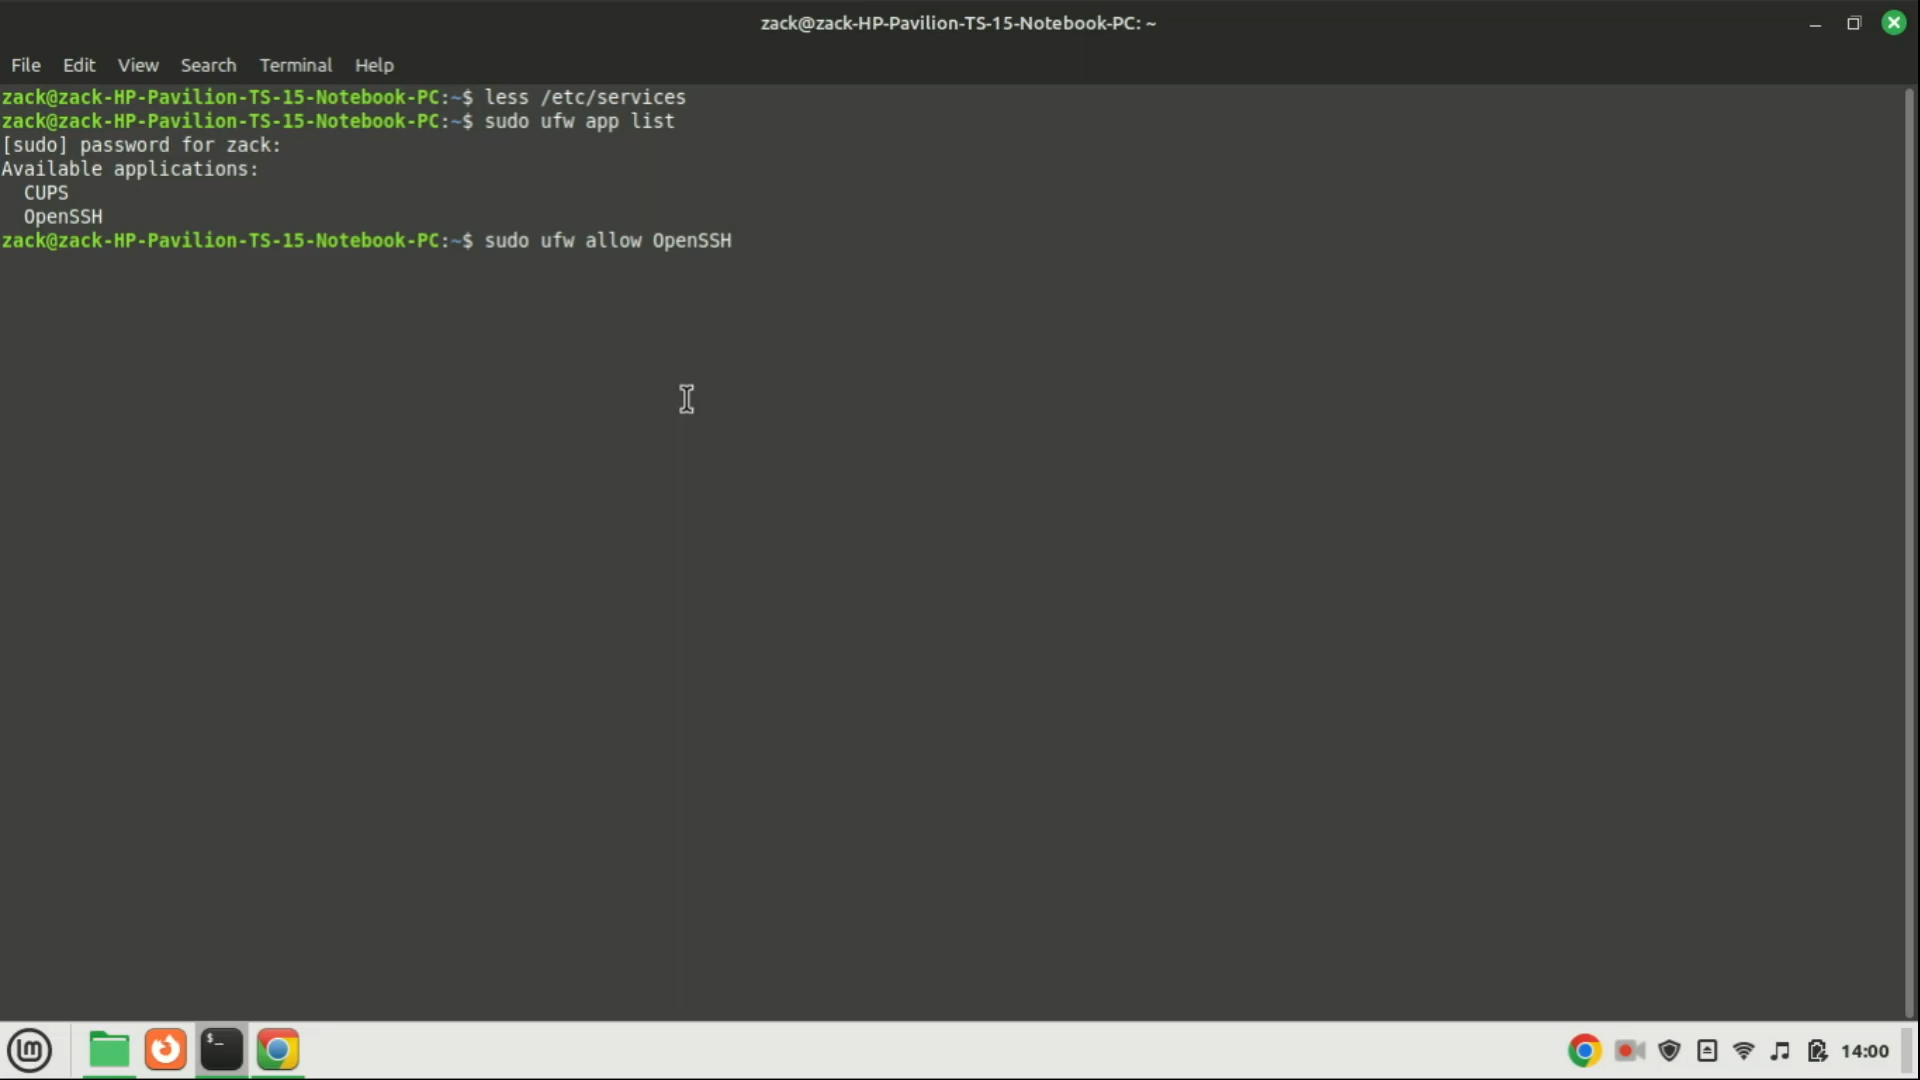 zack@zack-HP-Pavilion-TS-15-Notebook-PC: ~
File Edit View Search Terminal Help
zack@zack-HP-Pavilion-TS-15-Notebook-PC:~$ less /etc/services
zack@zack-HP-Pavilion-TS-15-Notebook-PC:~$ sudo ufw app list
[sudo] password for zack:
Available applications:
  CUPS
  OpenSSH
zack@zack-HP-Pavilion-TS-15-Notebook-PC:~$ sudo ufw allow OpenSSH
$_
14:00